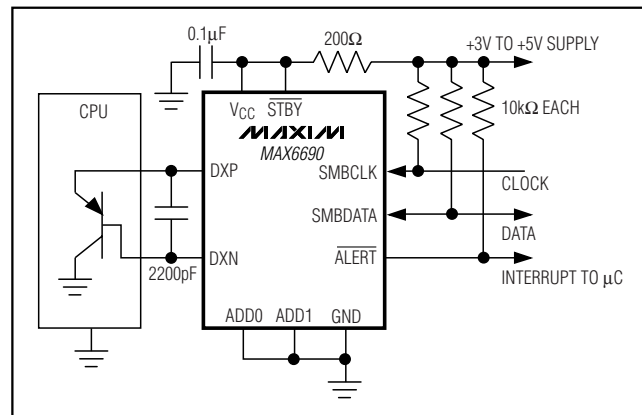 0.1µF
200Ω
+3V TO +5V SUPPLY
CPU
VCC
STBY
10kΩ EACH
MAXIM
MAX6690
DXP
SMBCLK
CLOCK
SMBDATA
DATA
2200pF
DXN
ALERT
INTERRUPT TO µC
ADD0
ADD1
GND